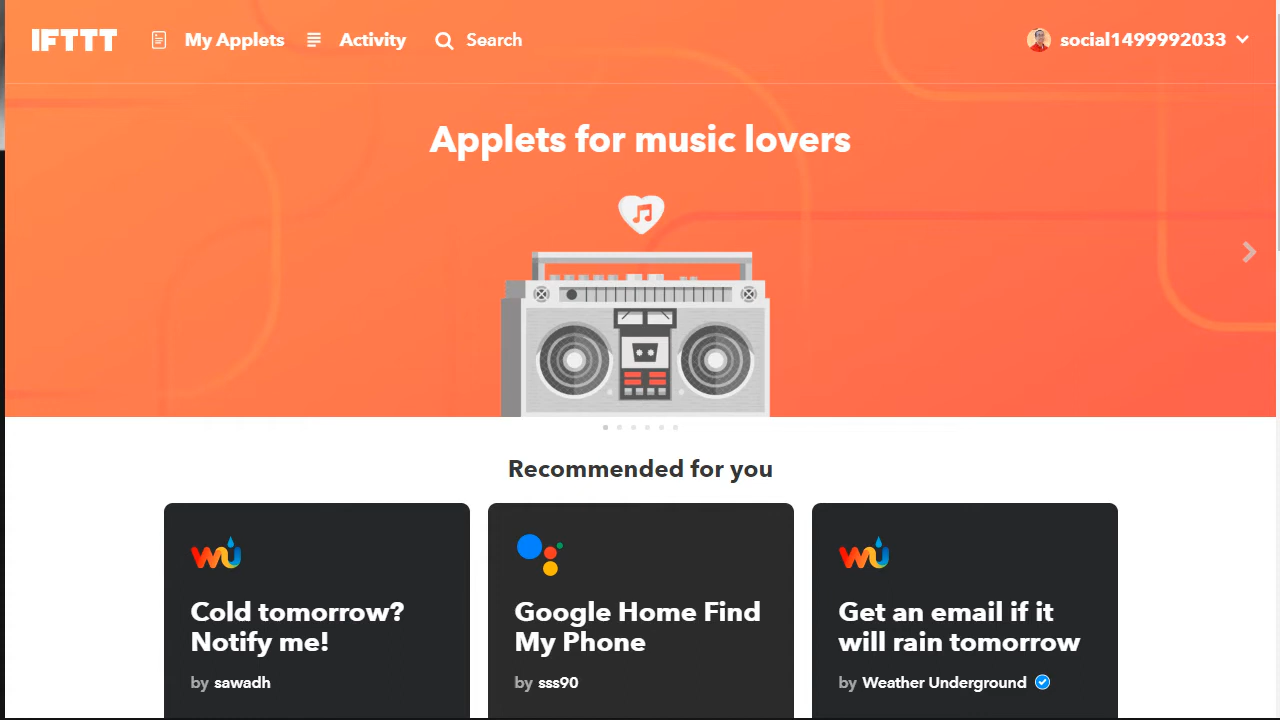 IFTTT My Applets Activity Search social1499992033
Applets for music lovers
Recommended for you
Cold tomorrow?
Notify me!
by sawadh
Google Home Find
My Phone
by sss90
Get an email if it
will rain tomorrow
by Weather Underground